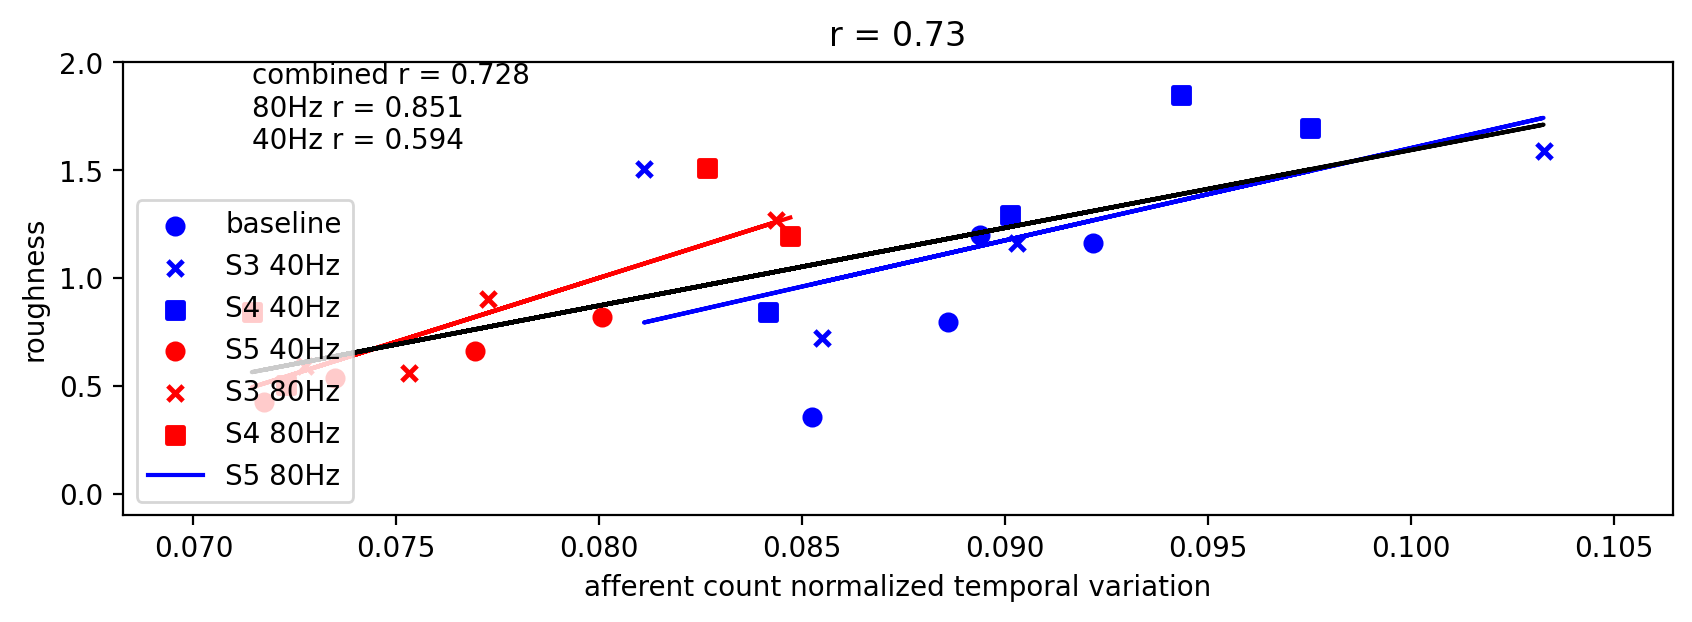 r = 0.73
combined r = 0.728
80Hz r = 0.851
40Hz r = 0.594
baseline
S3 40Hz
S4 40Hz
S5 40Hz
S3 80Hz
S4 80Hz
S5 80Hz
roughness
2.0
1.5
1.0
0.5
0.0
0.070 0.075 0.080 0.085 0.090 0.095 0.100 0.105
afferent count normalized temporal variation